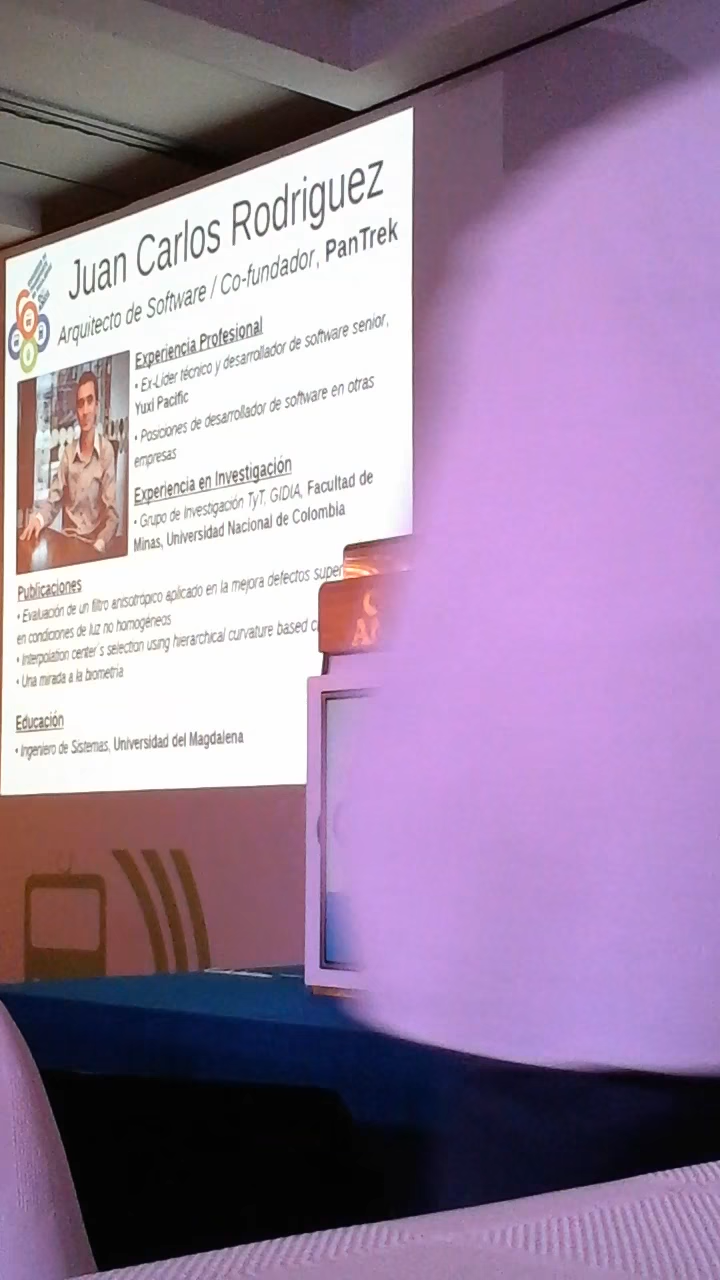 Juan Carlos Rodriguez
Arquitecto de Software / Co-fundador, PanTrek
Experiencia Profesional
• Ex-Líder técnico y desarrollador de software senior,
Yuxi Pacific
• Posiciones de desarrollador de software en otras
empresas
Experiencia en Investigación
• Grupo de Investigación TyT, GIDIA, Facultad de
Minas, Universidad Nacional de Colombia
Publicaciones
• Evaluación de un filtro anisotrópico aplicado en la mejora defectos super
en condiciones de luz no homogéneas
• Interpolation center´s selection using hierarchical curvature based c
• Una mirada a la biometria
Educación
• Ingeniero de Sistemas, Universidad del Magdalena